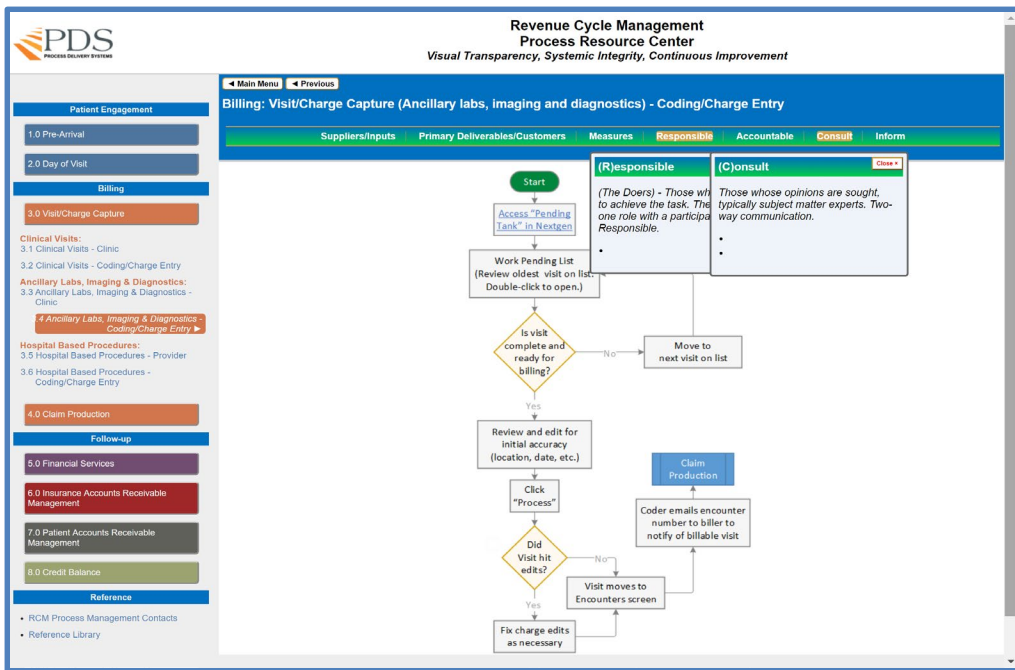 PDS
PROCESS DELIVERY SYSTEMS
Revenue Cycle Management
Process Resource Center
Visual Transparency, Systemic Integrity, Continuous Improvement
◄ Main Menu ◄ Previous
Billing: Visit/Charge Capture (Ancillary labs, imaging and diagnostics) - Coding/Charge Entry
Suppliers/Inputs Primary Deliverables/Customers Measures Responsible Accountable Consult Inform
Patient Engagement
1.0 Pre-Arrival
2.0 Day of Visit
Billing
3.0 Visit/Charge Capture
Clinical Visits:
3.1 Clinical Visits - Clinic
3.2 Clinical Visits - Coding/Charge Entry
Ancillary Labs, Imaging & Diagnostics:
3.3 Ancillary Labs, Imaging & Diagnostics -
Clinic
.4 Ancillary Labs, Imaging & Diagnostics -
Coding/Charge Entry ►
Hospital Based Procedures:
3.5 Hospital Based Procedures - Provider
3.6 Hospital Based Procedures -
Coding/Charge Entry
4.0 Claim Production
Follow-up
5.0 Financial Services
6.0 Insurance Accounts Receivable
Management
7.0 Patient Accounts Receivable
Management
8.0 Credit Balance
Reference
• RCM Process Management Contacts
• Reference Library
(R)esponsible
(The Doers) - Those wh
to achieve the task. The
one role with a participa
Responsible.
•
(C)onsult
Close ×
Those whose opinions are sought,
typically subject matter experts. Two-
way communication.
•
•
Start
Access “Pending
Tank” in Nextgen
Work Pending List
(Review oldest visit on list.
Double-click to open.)
Is visit
complete and
ready for
billing?
No
Move to
next visit on list
Yes
Review and edit for
initial accuracy
(location, date, etc.)
Click
“Process”
Did
Visit hit
edits?
No
Yes
Fix charge edits
as necessary
Visit moves to
Encounters screen
Coder emails encounter
number to biller to
notify of billable visit
Claim
Production